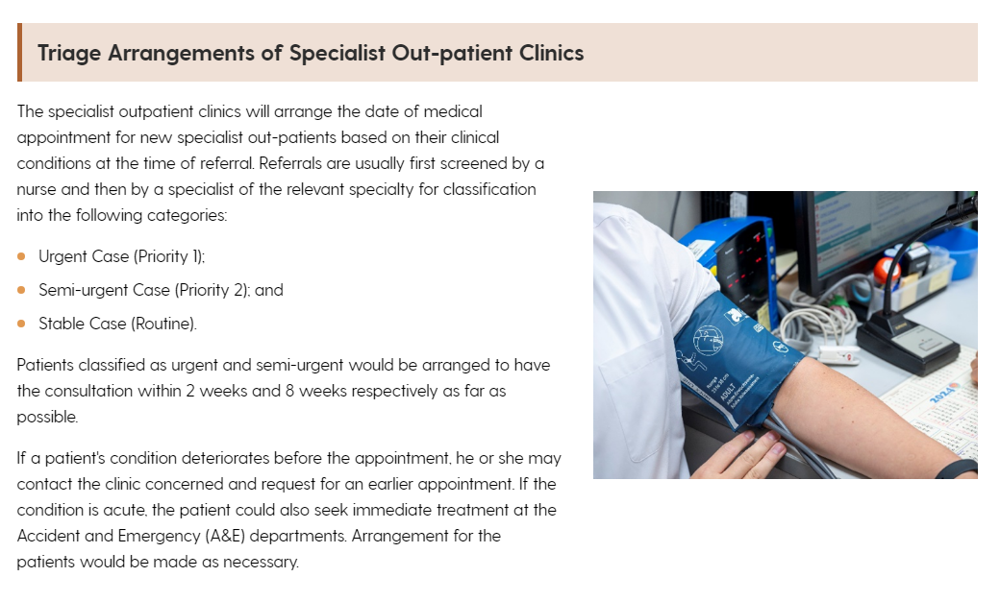 Triage Arrangements of Specialist Out-patient Clinics
The specialist outpatient clinics will arrange the date of medical
appointment for new specialist out-patients based on their clinical
conditions at the time of referral. Referrals are usually first screened by a
nurse and then by a specialist of the relevant specialty for classification
into the following categories:
Urgent Case (Priority 1);
Semi-urgent Case (Priority 2); and
Stable Case (Routine).
Patients classified as urgent and semi-urgent would be arranged to have
the consultation within 2 weeks and 8 weeks respectively as far as
possible.
If a patient's condition deteriorates before the appointment, he or she may
contact the clinic concerned and request for an earlier appointment. If the
condition is acute, the patient could also seek immediate treatment at the
Accident and Emergency (A&E) departments. Arrangement for the
patients would be made as necessary.
ADULT
2024